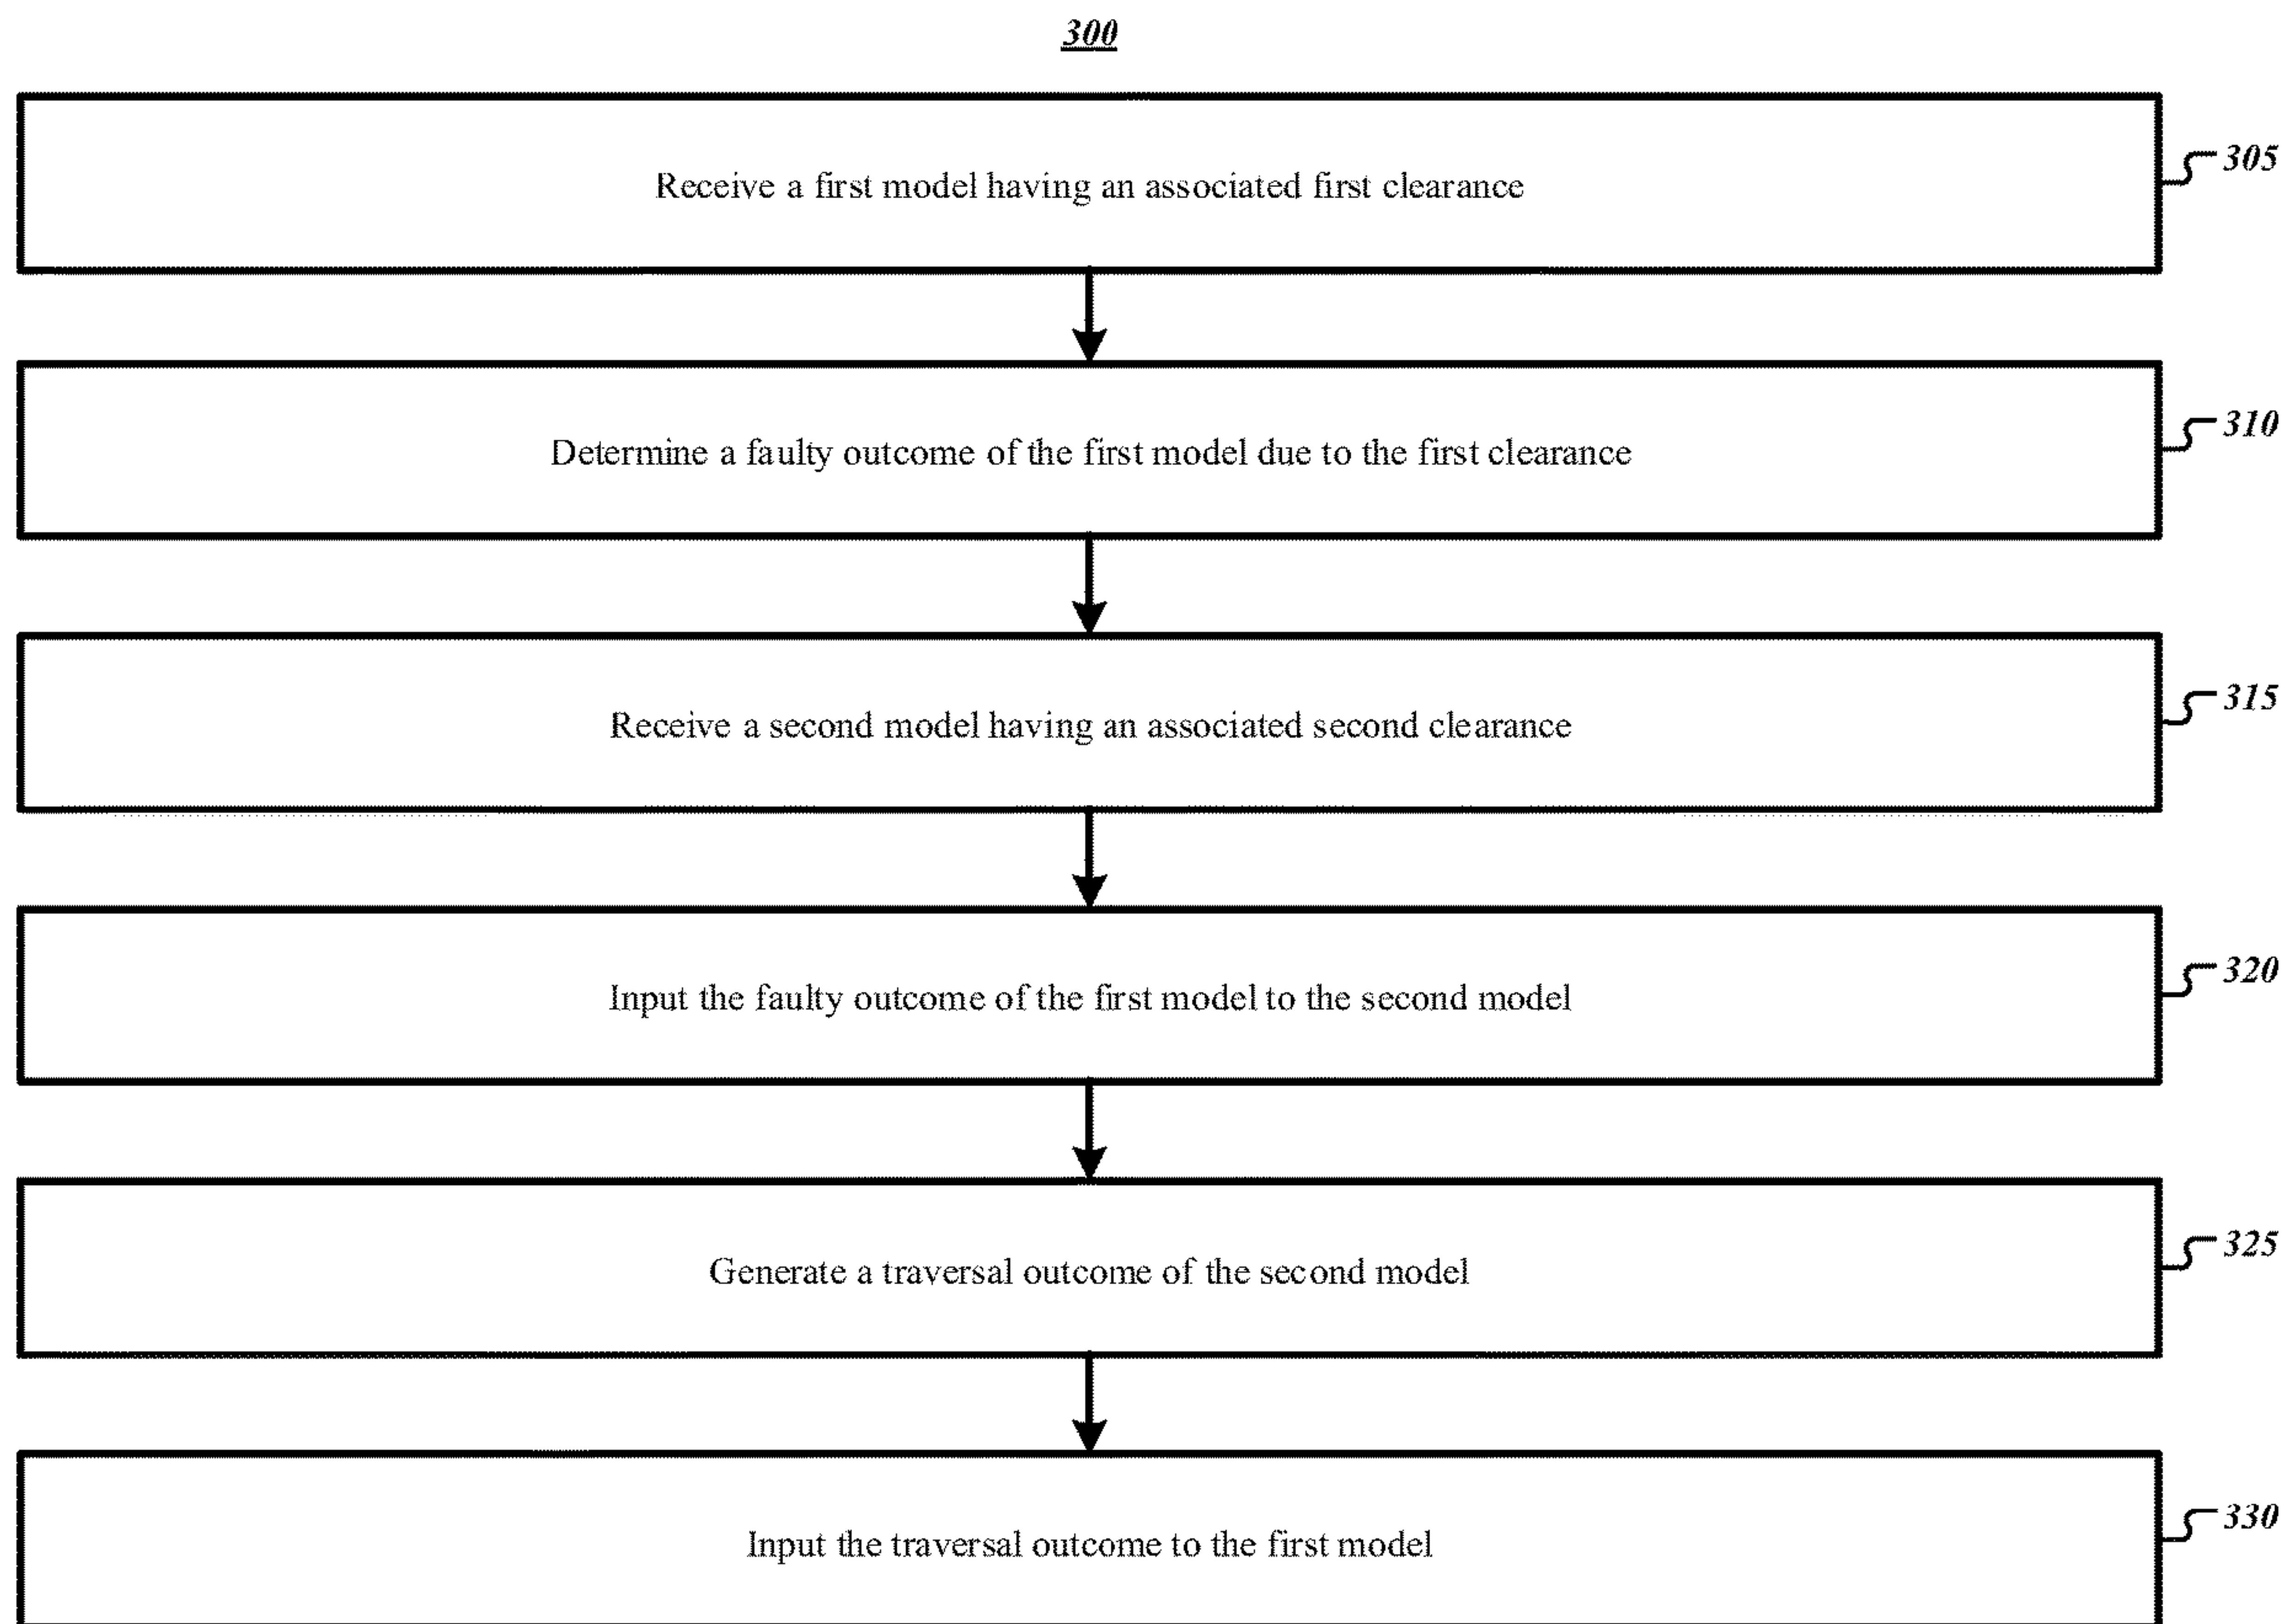 300
Receive a first model having an associated first clearance
305
Determine a faulty outcome of the first model due to the first clearance
310
Receive a second model having an associated second clearance
315
Input the faulty outcome of the first model to the second model
320
Generate a traversal outcome of the second model
325
Input the traversal outcome to the first model
330